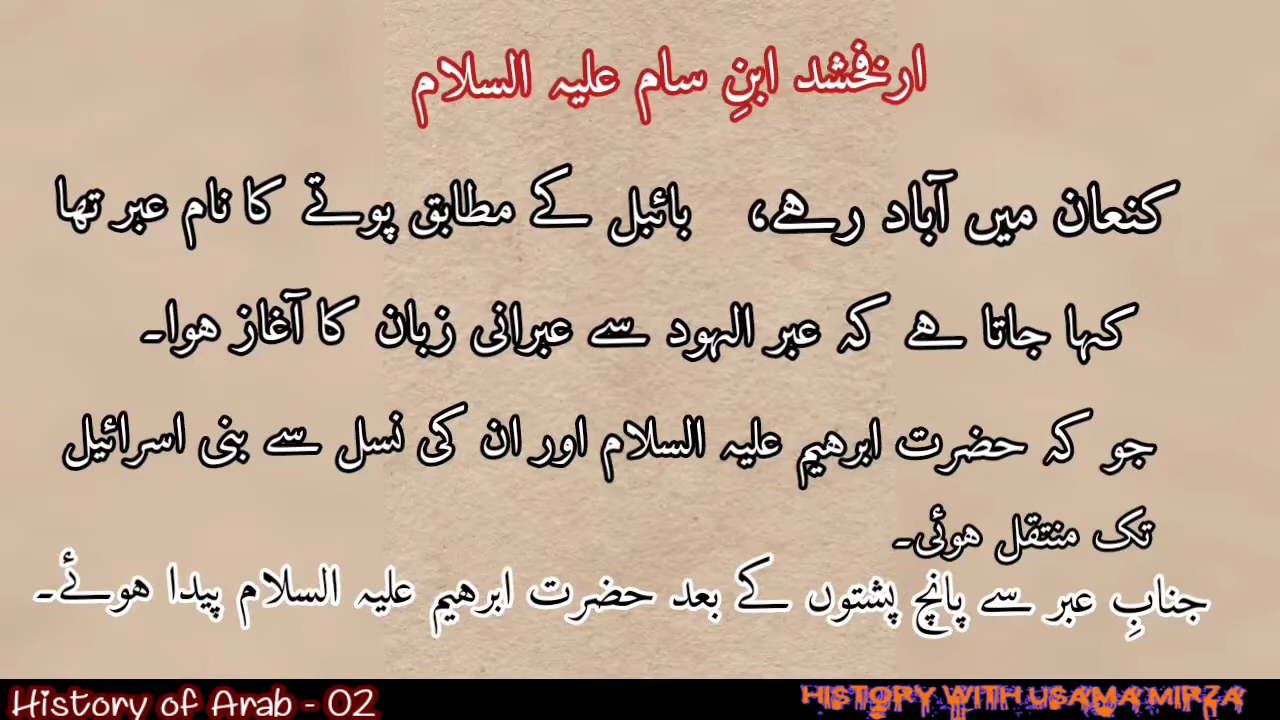 ارفخشد ابنِ سام علیہ السلام
کنعان میں آباد رہے، بائبل کے مطابق پوتے کا نام عبر تھا
کہا جاتا ہے کہ عبر الہود سے عبرانی زبان کا آغاز ہوا۔
جو کہ حضرت ابرھیم علیہ السلام اور ان کی نسل سے بنی اسرائیل
تک منتقل ہوئی۔
جنابِ عبر سے پانچ پشتوں کے بعد حضرت ابرھیم علیہ السلام پیدا ہوئے۔
History of Arab - 02
HISTORY WITH USAMA MIRZA